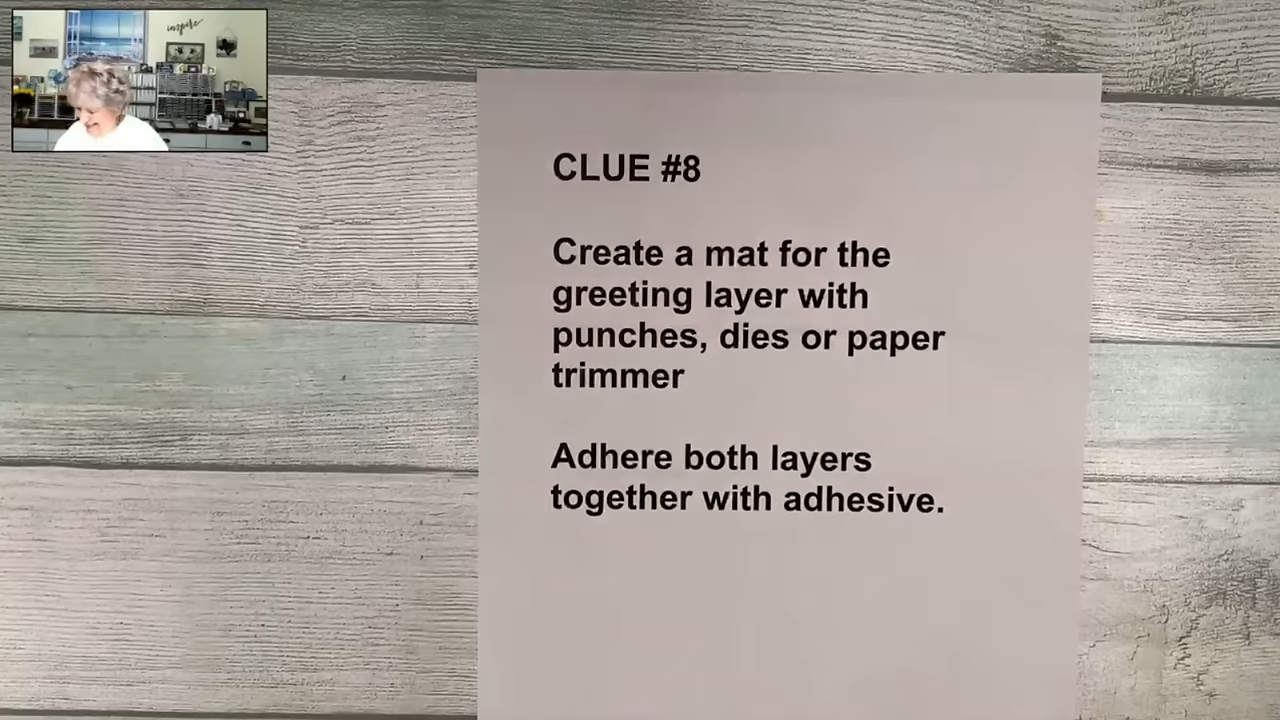 inspire
CLUE #8
Create a mat for the
greeting layer with
punches, dies or paper
trimmer
Adhere both layers
together with adhesive.